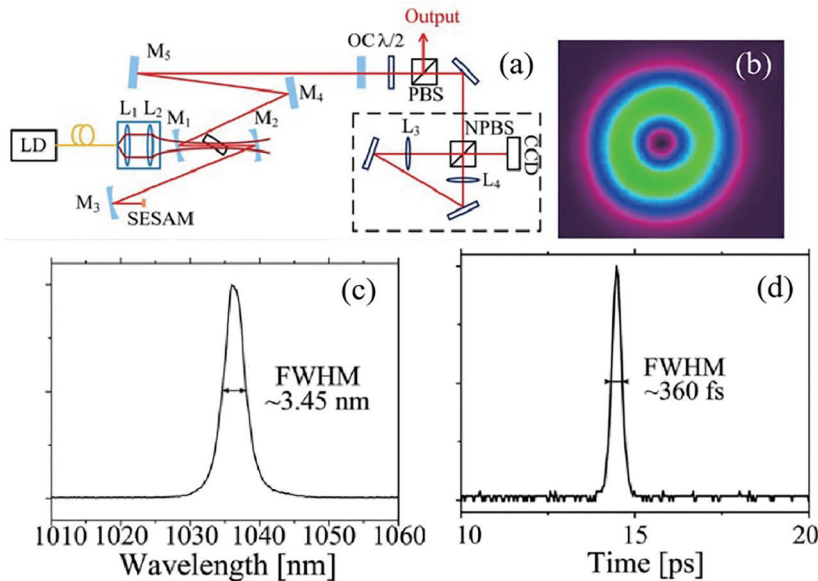 Output
(a)
(b)
M5
OC λ/2
PBS
M4
L1 L2 M1
M2
LD
M3
SESAM
L3
NPBS
CCD
L4
(c)
FWHM
~3.45 nm
1010 1020 1030 1040 1050 1060
Wavelength [nm]
(d)
FWHM
~360 fs
10 15 20
Time [ps]